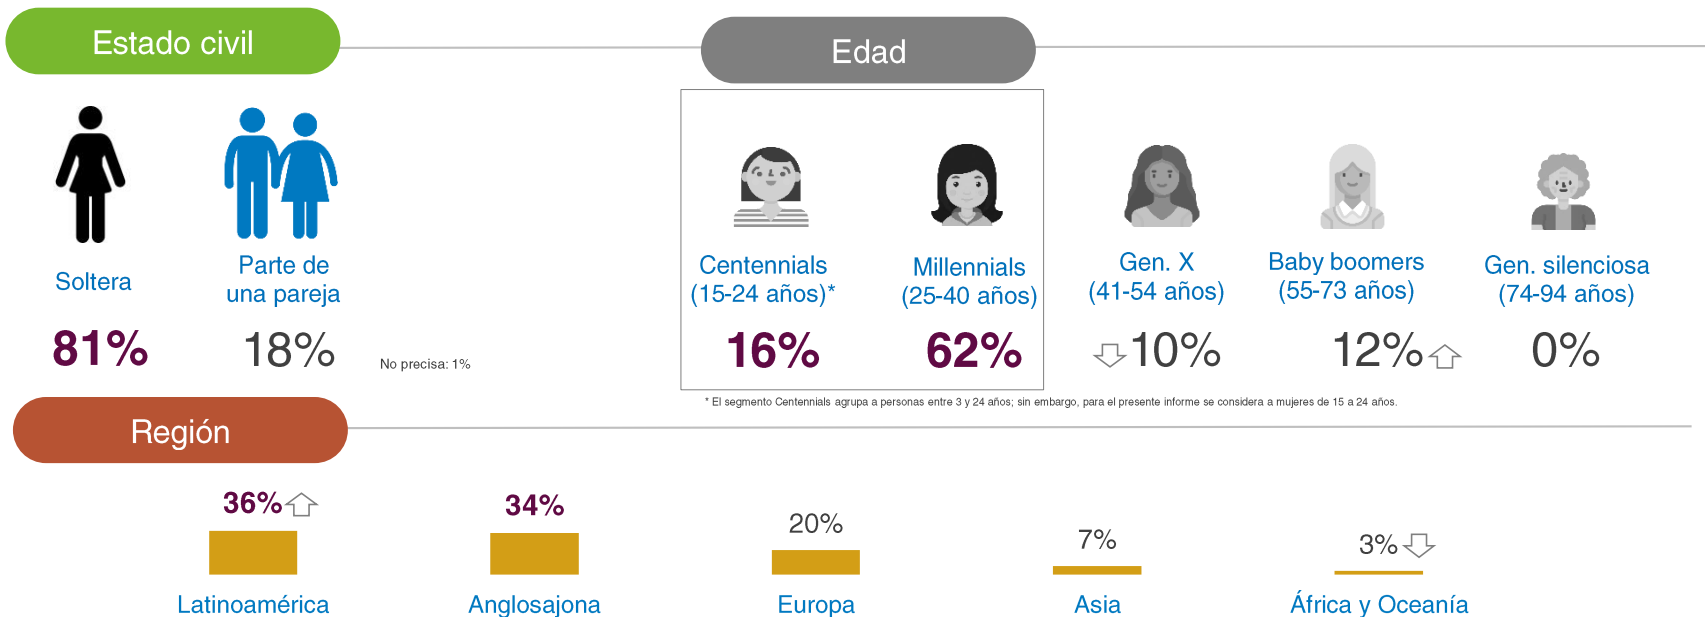 Estado civil
Edad
Soltera
Parte de
una pareja
81%
18%
No precisa: 1%
Centennials
(15-24 años)*
Millennials
(25-40 años)
Gen. X
(41-54 años)
Baby boomers
(55-73 años)
Gen. silenciosa
(74-94 años)
16%
62%
10%
12%
0%
* El segmento Centennials agrupa a personas entre 3 y 24 años; sin embargo, para el presente informe se considera a mujeres de 15 a 24 años.
Región
36%
34%
20%
7%
3%
Latinoamérica
Anglosajona
Europa
Asia
África y Oceanía